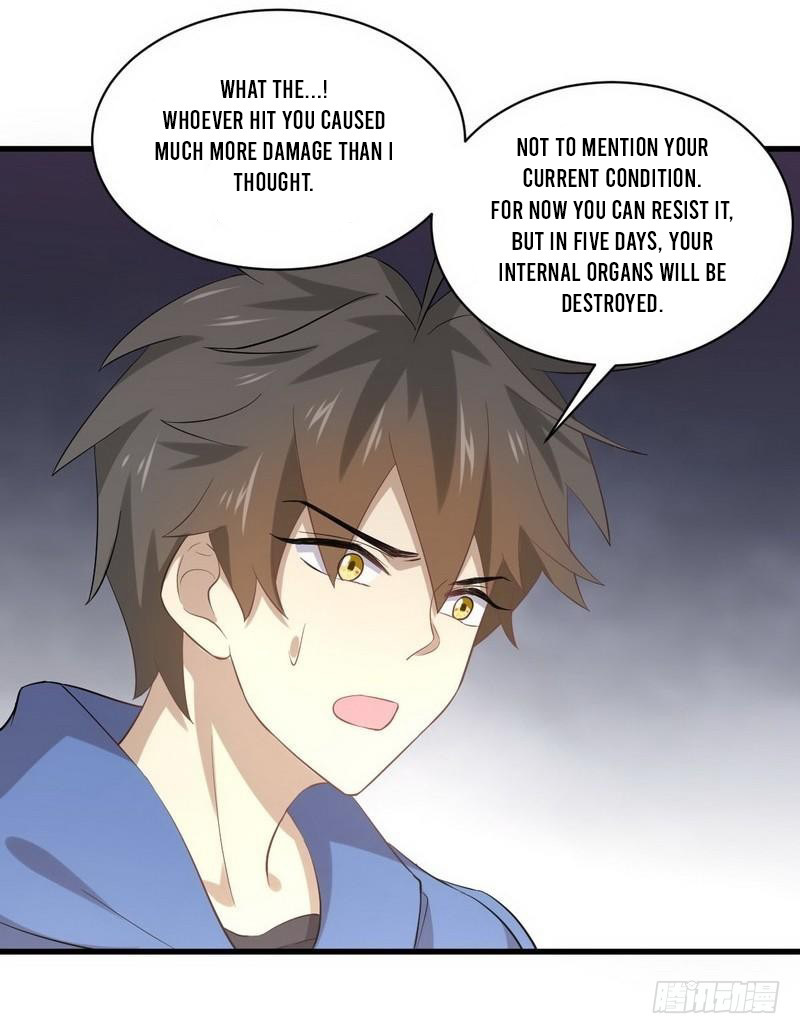 WHAT THE...!
WHOEVER HIT YOU CAUSED
MUCH MORE DAMAGE THAN I
THOUGHT.
NOT TO MENTION YOUR
CURRENT CONDITION.
FOR NOW YOU CAN RESIST IT,
BUT IN FIVE DAYS, YOUR
INTERNAL ORGANS WILL BE
DESTROYED.
腾讯动漫